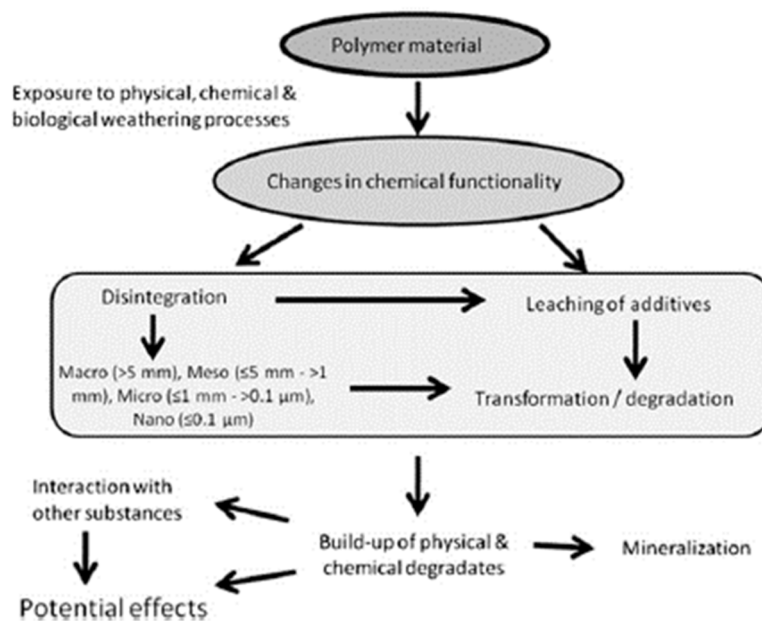 Polymer material
Exposure to physical, chemical &
biological weathering processes
Changes in chemical functionality
Disintegration
Leaching of additives
Macro (>5 mm), Meso (≤5 mm - >1
mm), Micro (≤1 mm - >0.1 µm),
Nano (≤0.1 µm)
Transformation / degradation
Interaction with
other substances
Build-up of physical &
chemical degradates
Mineralization
Potential effects